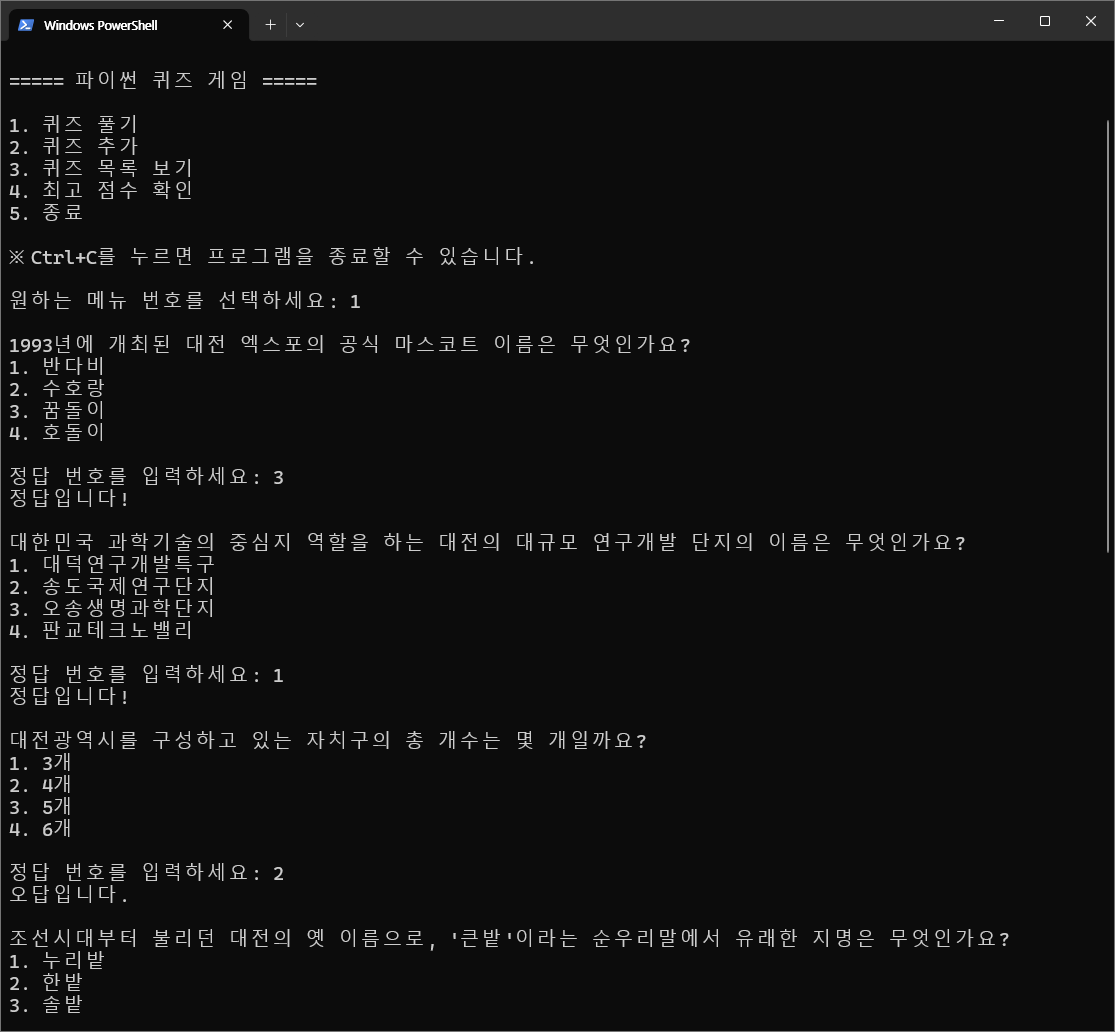 Windows PowerShell
===== 파이썬 퀴즈 게임 =====
1. 퀴즈 풀기
2. 퀴즈 추가
3. 퀴즈 목록 보기
4. 최고 점수 확인
5. 종료
※ Ctrl+C를 누르면 프로그램을 종료할 수 있습니다.
원하는 메뉴 번호를 선택하세요: 1
1993년에 개최된 대전 엑스포의 공식 마스코트 이름은 무엇인가요?
1. 반다비
2. 수호랑
3. 꿈돌이
4. 호돌이
정답 번호를 입력하세요: 3
정답입니다!
대한민국 과학기술의 중심지 역할을 하는 대전의 대규모 연구개발 단지의 이름은 무엇인가요?
1. 대덕연구개발특구
2. 송도국제연구단지
3. 오송생명과학단지
4. 판교테크노밸리
정답 번호를 입력하세요: 1
정답입니다!
대전광역시를 구성하고 있는 자치구의 총 개수는 몇 개일까요?
1. 3개
2. 4개
3. 5개
4. 6개
정답 번호를 입력하세요: 2
오답입니다.
조선시대부터 불리던 대전의 옛 이름으로, '큰밭'이라는 순우리말에서 유래한 지명은 무엇인가요?
1. 누리밭
2. 한밭
3. 솔밭